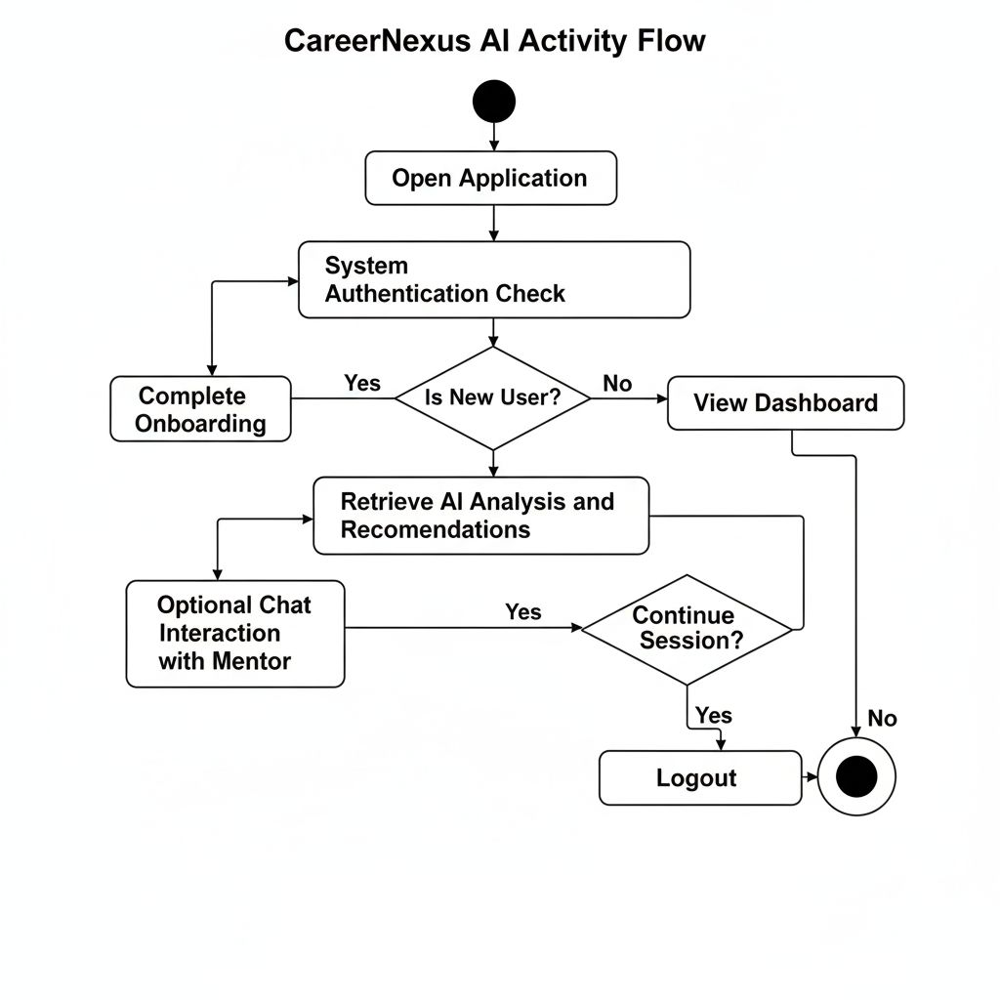 CareerNexus AI Activity Flow
Open Application
System
Authentication Check
Yes
Is New User?
No
Complete
Onboarding
View Dashboard
Retrieve AI Analysis and
Recomendations
Optional Chat
Interaction
with Mentor
Yes
Continue
Session?
Yes
No
Logout